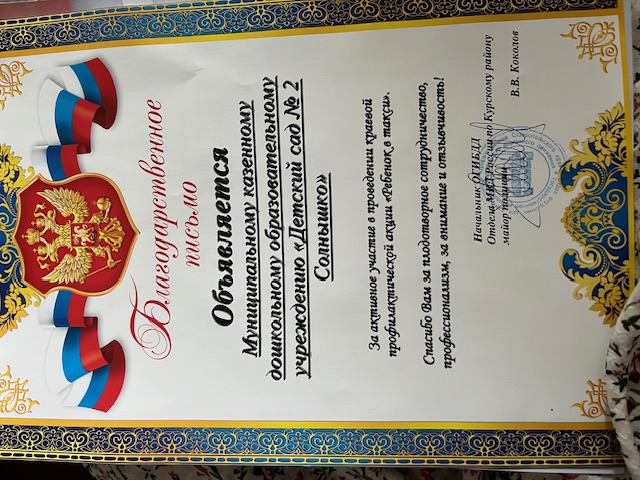 Благодарственное
письмо
Объявляется
Муниципальному казенному
дошкольному образовательному
учреждению «Детский сад № 2
Солнышко»
За активное участие в проведении краевой
профилактической акции «Ребенок в такси».
Спасибо Вам за плодотворное сотрудничество,
профессионализм, за внимание и отзывчивость!
Начальник ОГИБДД
Отдела МВД России по Курскому району
майор полиции
В.В. Коколов